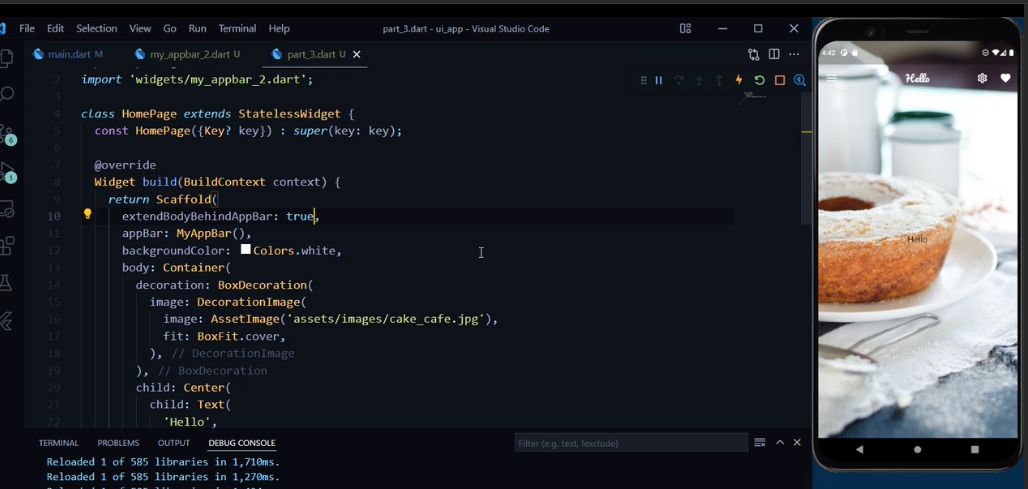 File Edit Selection View Go Run Terminal Help part_3.dart - ui_app - Visual Studio Code
main.dart M my_appbar_2.dart U part_3.dart U
2 import 'widgets/my_appbar_2.dart';
3
4 class HomePage extends StatelessWidget {
5 const HomePage({Key? key}) : super(key: key);
6
7 @override
8 Widget build(BuildContext context) {
9 return Scaffold(
10 extendBodyBehindAppBar: true,
11 appBar: MyAppBar(),
12 backgroundColor: Colors.white,
13 body: Container(
14 decoration: BoxDecoration(
15 image: DecorationImage(
16 image: AssetImage('assets/images/cake_cafe.jpg'),
17 fit: BoxFit.cover,
18 ), // DecorationImage
19 ), // BoxDecoration
20 child: Center(
21 child: Text(
22 'Hello',
6
1
TERMINAL PROBLEMS OUTPUT DEBUG CONSOLE Filter (e.g. text, !exclude)
Reloaded 1 of 585 libraries in 1,710ms.
Reloaded 1 of 585 libraries in 1,270ms.
4:42
Hello
Hello